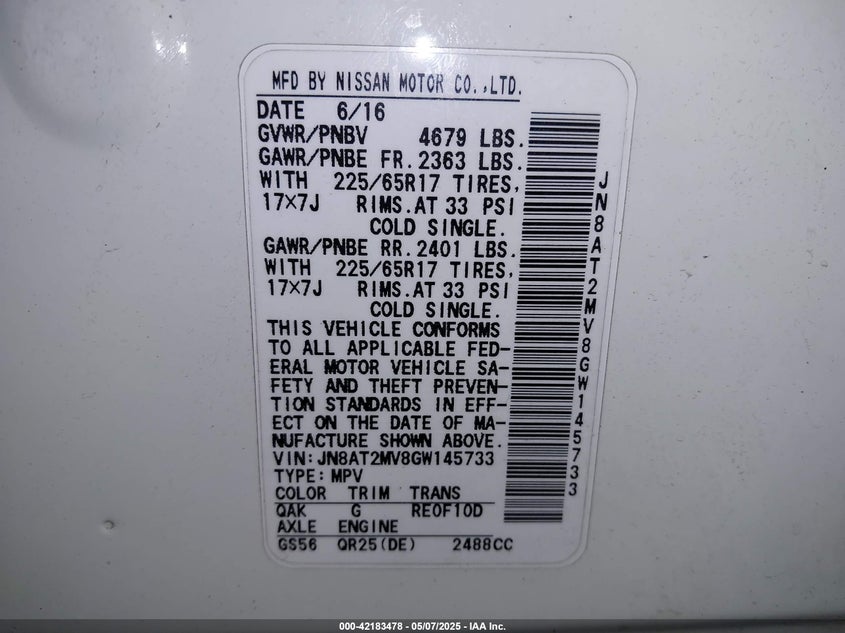 MFD BY NISSAN MOTOR CO.,LTD.
DATE 6/16
GVWR/PNBV 4679 LBS.
GAWR/PNBE FR. 2363 LBS.
WITH 225/65R17 TIRES,
17×7J RIMS. AT 33 PSI
COLD SINGLE.
GAWR/PNBE RR. 2401 LBS.
WITH 225/65R17 TIRES,
17×7J RIMS. AT 33 PSI
COLD SINGLE.
THIS VEHICLE CONFORMS
TO ALL APPLICABLE FED-
ERAL MOTOR VEHICLE SA-
FETY AND THEFT PREVEN-
TION STANDARDS IN EFF-
ECT ON THE DATE OF MA-
NUFACTURE SHOWN ABOVE.
VIN:JN8AT2MV8GW145733
TYPE:MPV
COLOR TRIM TRANS
QAK G RE0F10D
AXLE ENGINE
GS56 QR25(DE) 2488CC
JN8AT2MV8GW145733
000-42183478 - 05/07/2025 - IAA Inc.